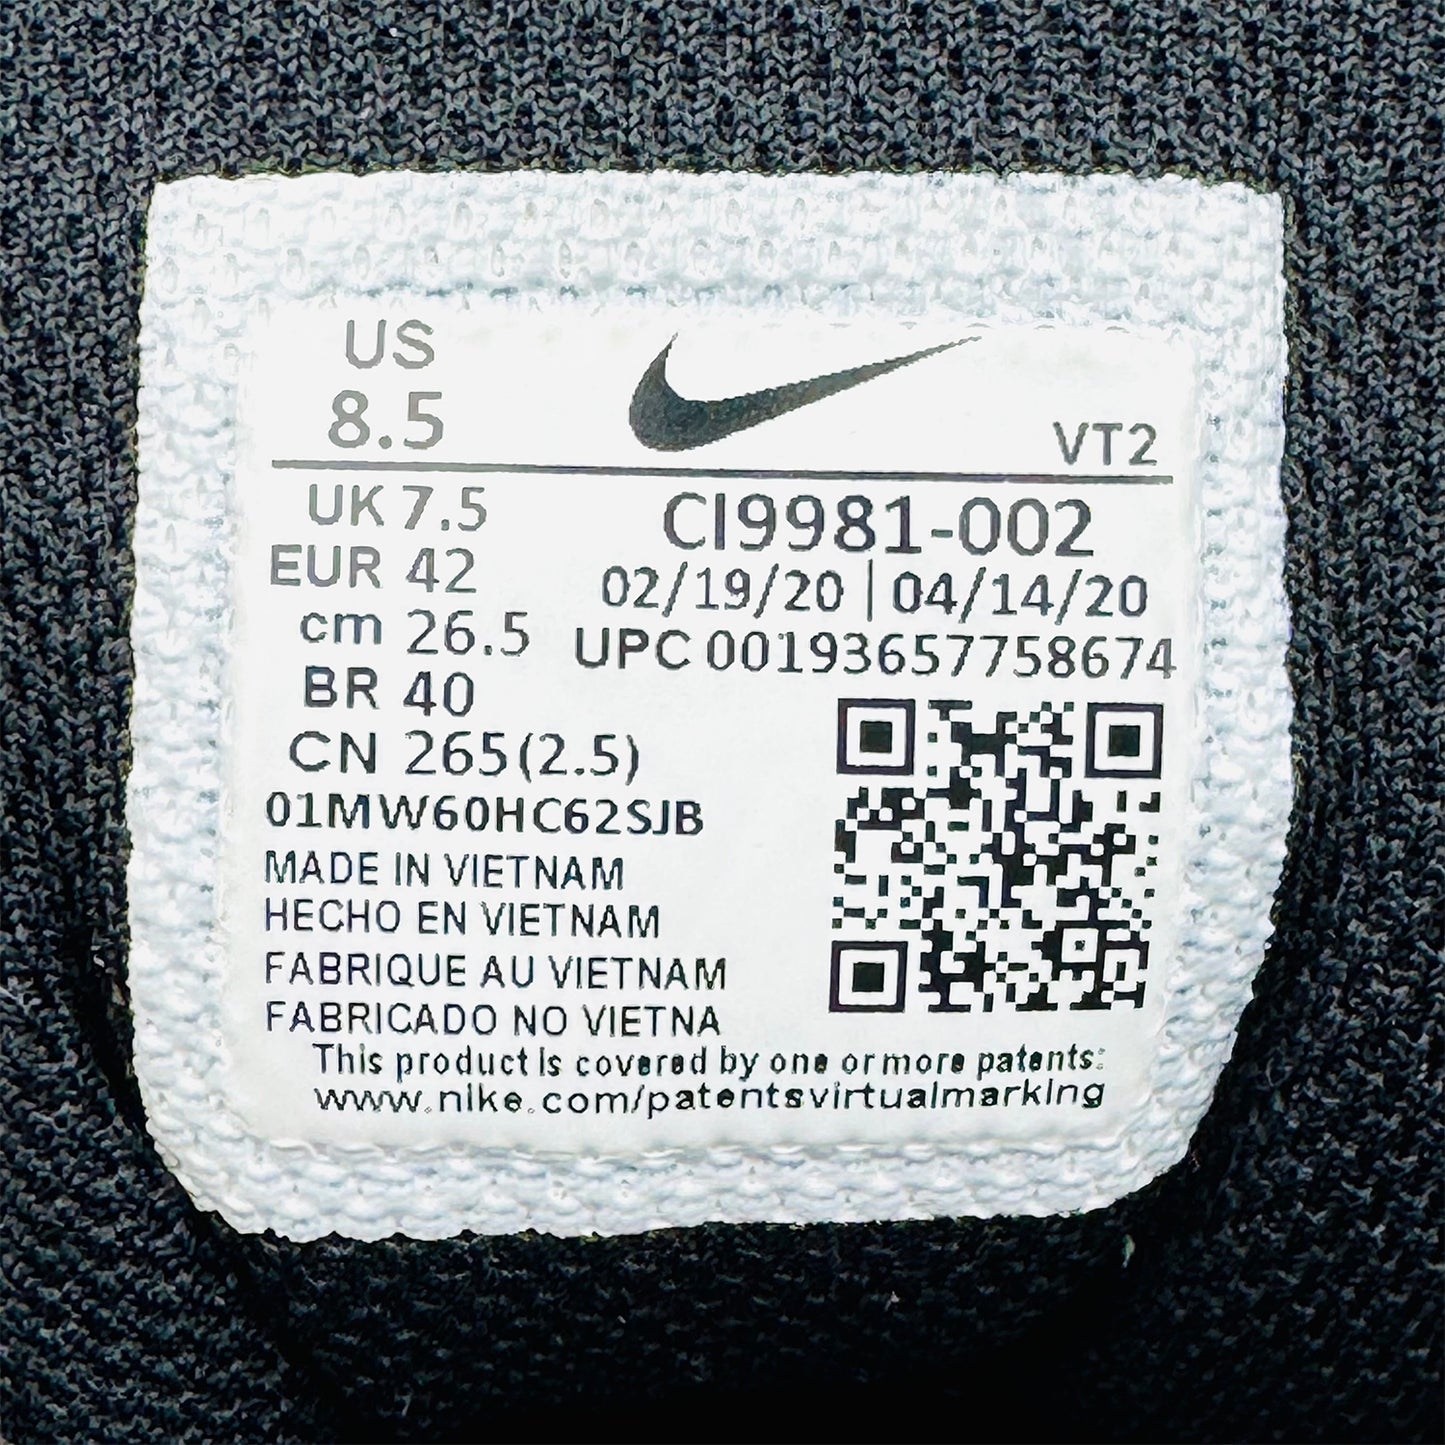 US
8.5
VT2
UK 7.5
EUR 42
cm 26.5
BR 40
CN 265(2.5)
CI9981-002
02/19/20 | 04/14/20
UPC 00193657758674
01MW60HC62SJB
MADE IN VIETNAM
HECHO EN VIETNAM
FABRIQUE AU VIETNAM
FABRICADO NO VIETNA
This product is covered by one or more patents:
www.nike.com/patentsvirtualmarking